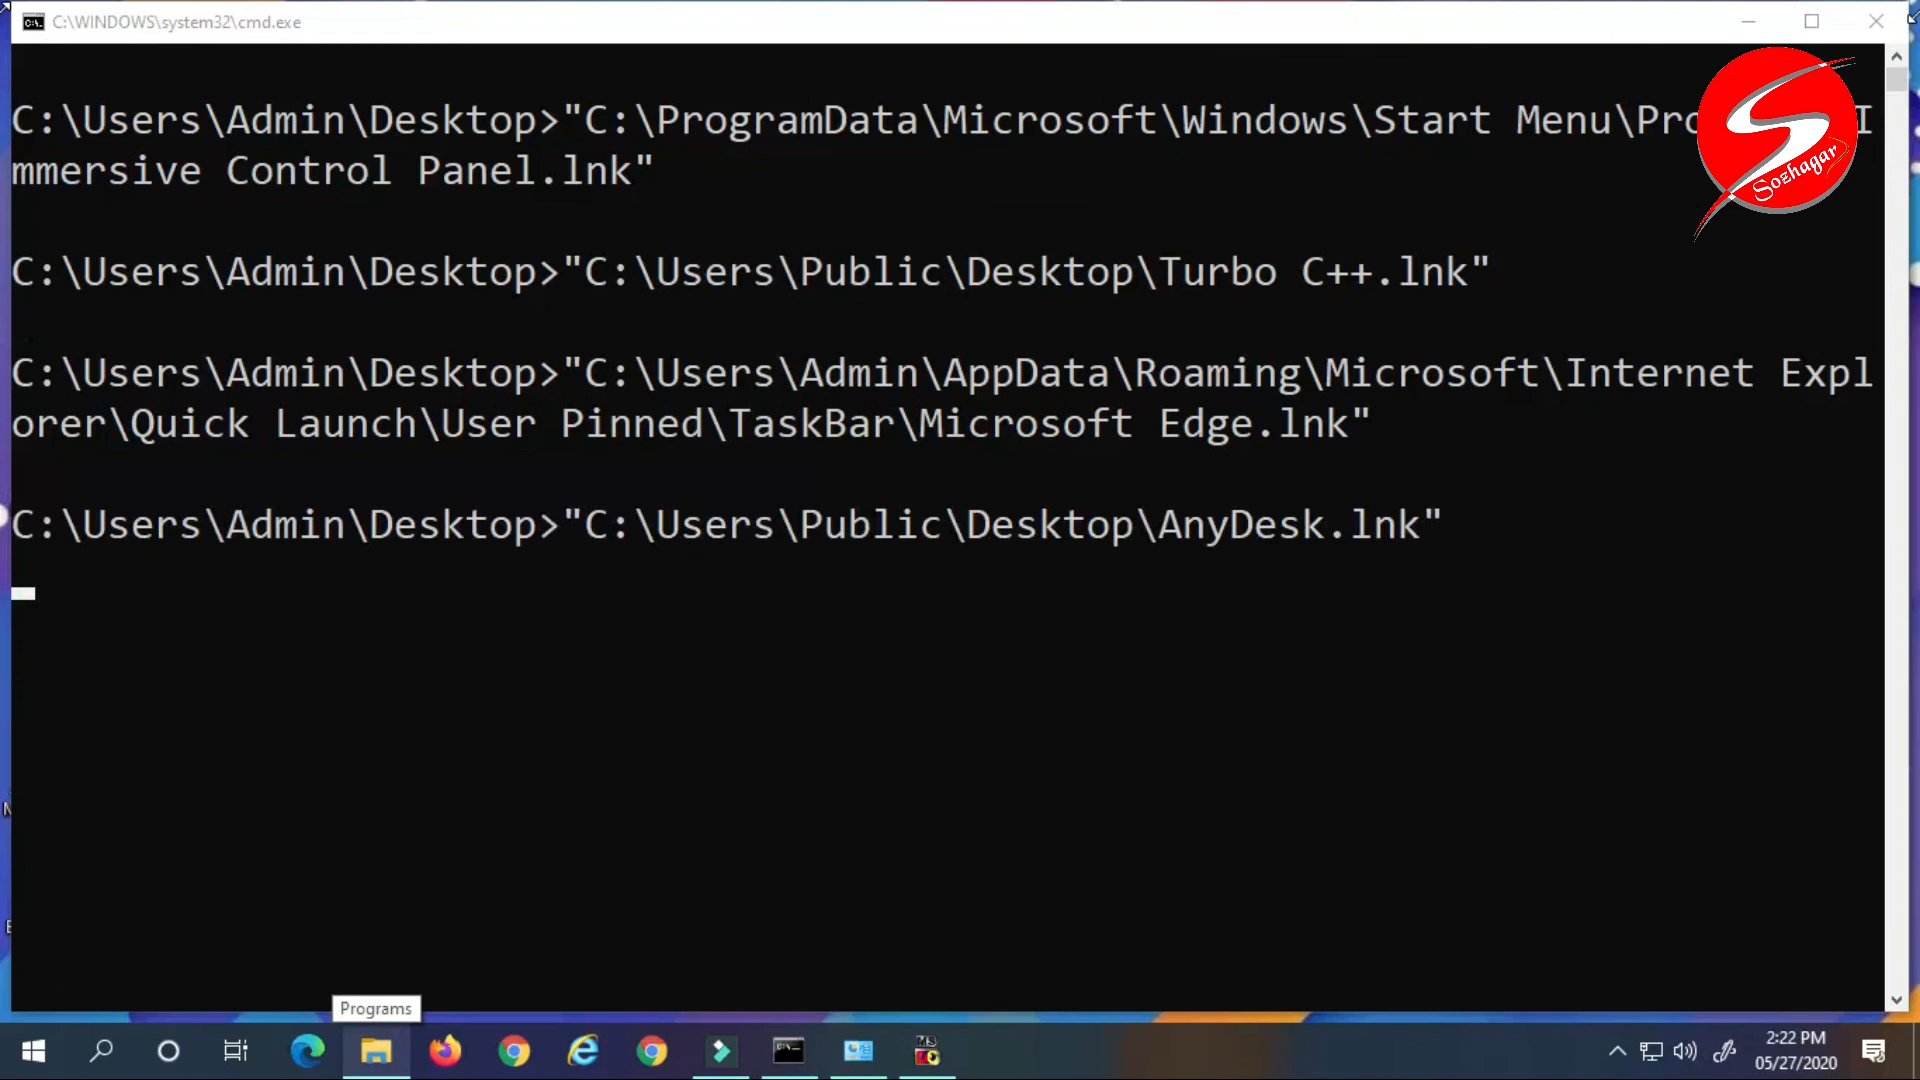 C:\WINDOWS\system32\cmd.exe
C:\Users\Admin\Desktop>"C:\ProgramData\Microsoft\Windows\Start Menu\Pro I
mmersive Control Panel.lnk"
Sozhagar
C:\Users\Admin\Desktop>"C:\Users\Public\Desktop\Turbo C++.lnk"
C:\Users\Admin\Desktop>"C:\Users\Admin\AppData\Roaming\Microsoft\Internet Expl
orer\Quick Launch\User Pinned\TaskBar\Microsoft Edge.lnk"
C:\Users\Admin\Desktop>"C:\Users\Public\Desktop\AnyDesk.lnk"
Programs
2:22 PM
05/27/2020